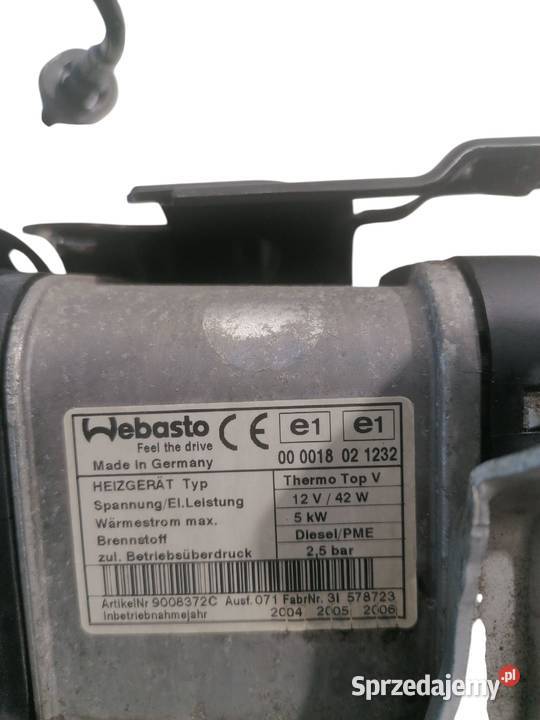 Webasto
Feel the drive
CE e1 e1
Made in Germany 00 0018 02 1232
HEIZGERÄT Typ Thermo Top V
Spannung/El.Leistung 12 V / 42 W
Wärmestrom max. 5 kW
Brennstoff Diesel/PME
zul. Betriebsüberdruck 2,5 bar
ArtikelNr 9008372C Ausf. 071 FabrNr. 3I 578723
Inbetriebnahmejahr 2004 2005 2006
Sprzedajemy.pl